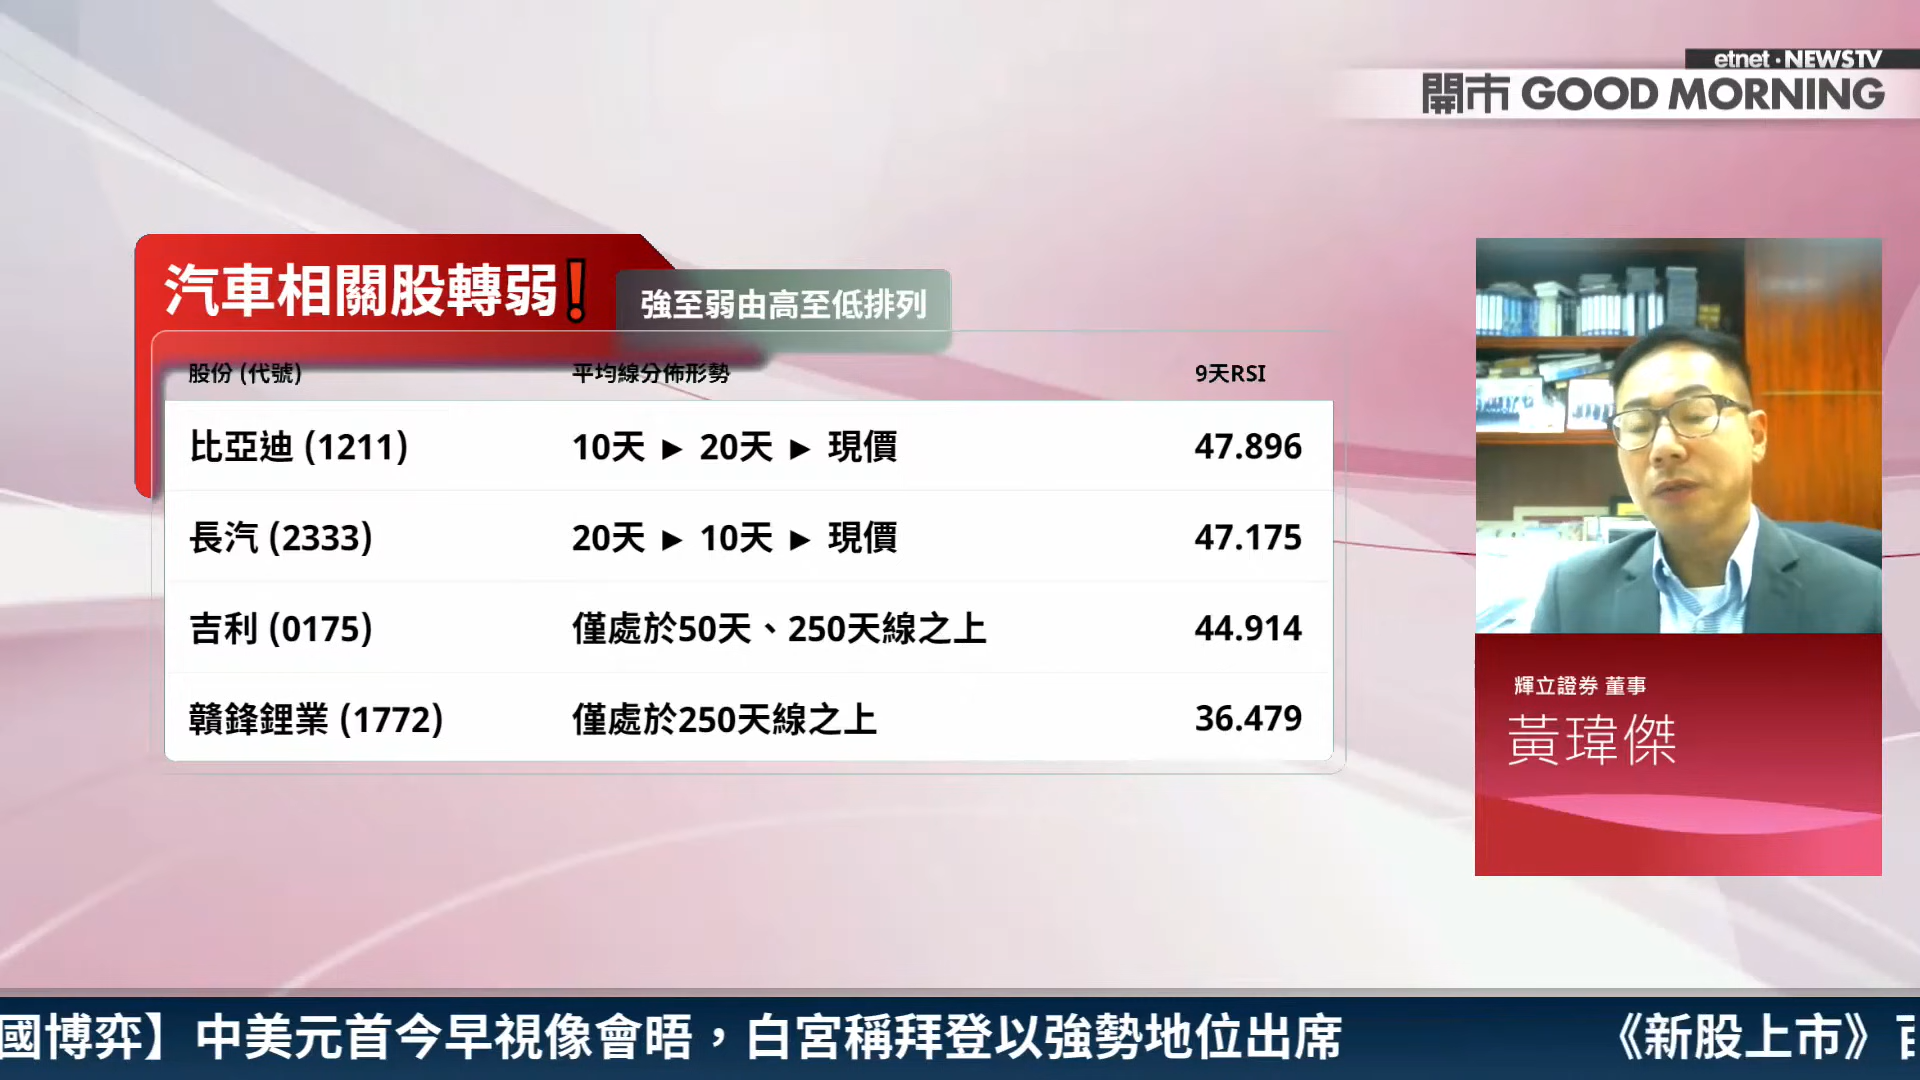 etnet · NEWSTV
開市 GOOD MORNING
汽車相關股轉弱❗
強至弱由高至低排列
股份 (代號) 平均線分佈形勢 9天RSI
比亞迪 (1211) 10天 ► 20天 ► 現價 47.896
長汽 (2333) 20天 ► 10天 ► 現價 47.175
吉利 (0175) 僅處於50天、250天線之上 44.914
贛鋒鋰業 (1772) 僅處於250天線之上 36.479
輝立證券 董事
黃瑋傑
國博弈】中美元首今早視像會晤，白宮稱拜登以強勢地位出席 《新股上市》